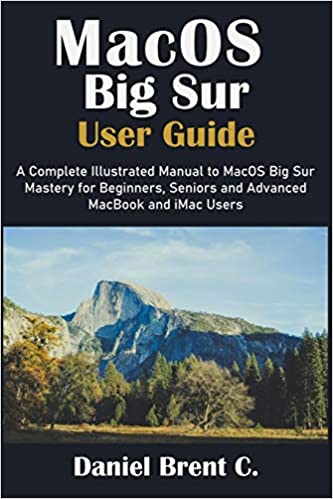 MacOS
Big Sur
User Guide
A Complete Illustrated Manual to MacOS Big Sur
Mastery for Beginners, Seniors and Advanced
MacBook and iMac Users
Daniel Brent C.